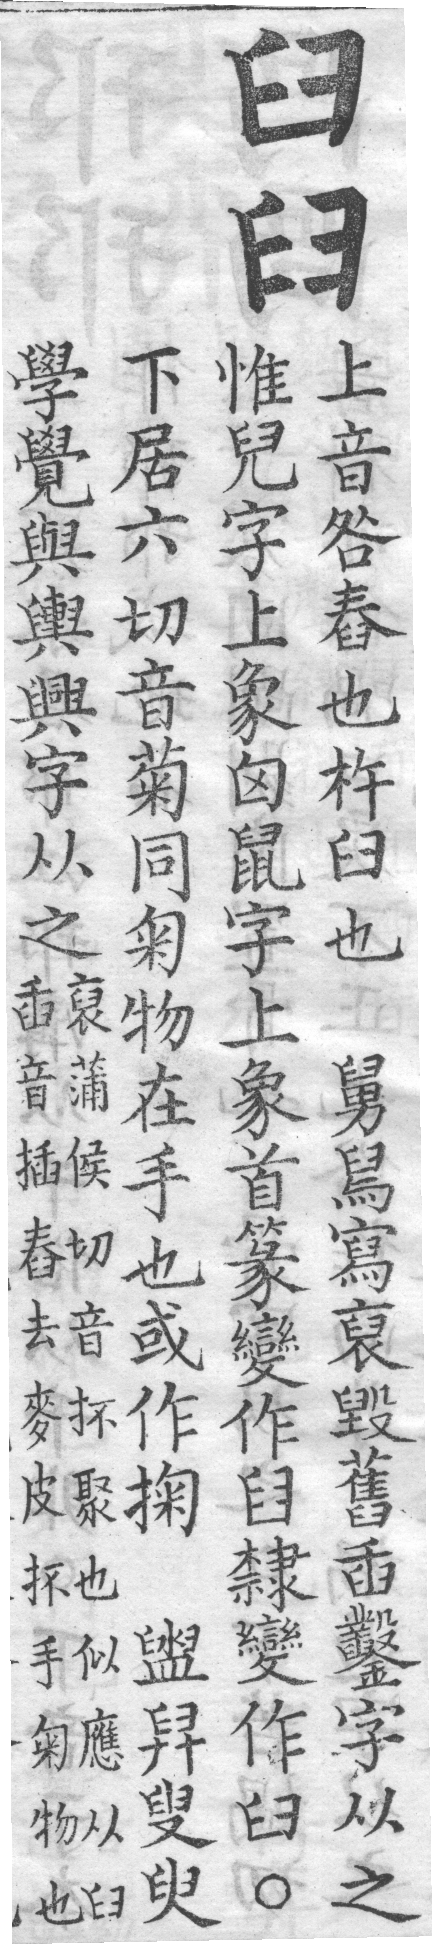 臼𦥑
上音咎舂也杵臼也　舅舄寫裒毀舊臿鑿字从之
惟兒字上象囟鼠字上象首篆變作臼隸變作臼○
下居六切音菊同匊物在手也或作掬　盥舁叟臾
學覺與輿興字从之
裒蒲侯切音抔聚也似應从𦥑
臿音插舂去麥皮抔手匊物也